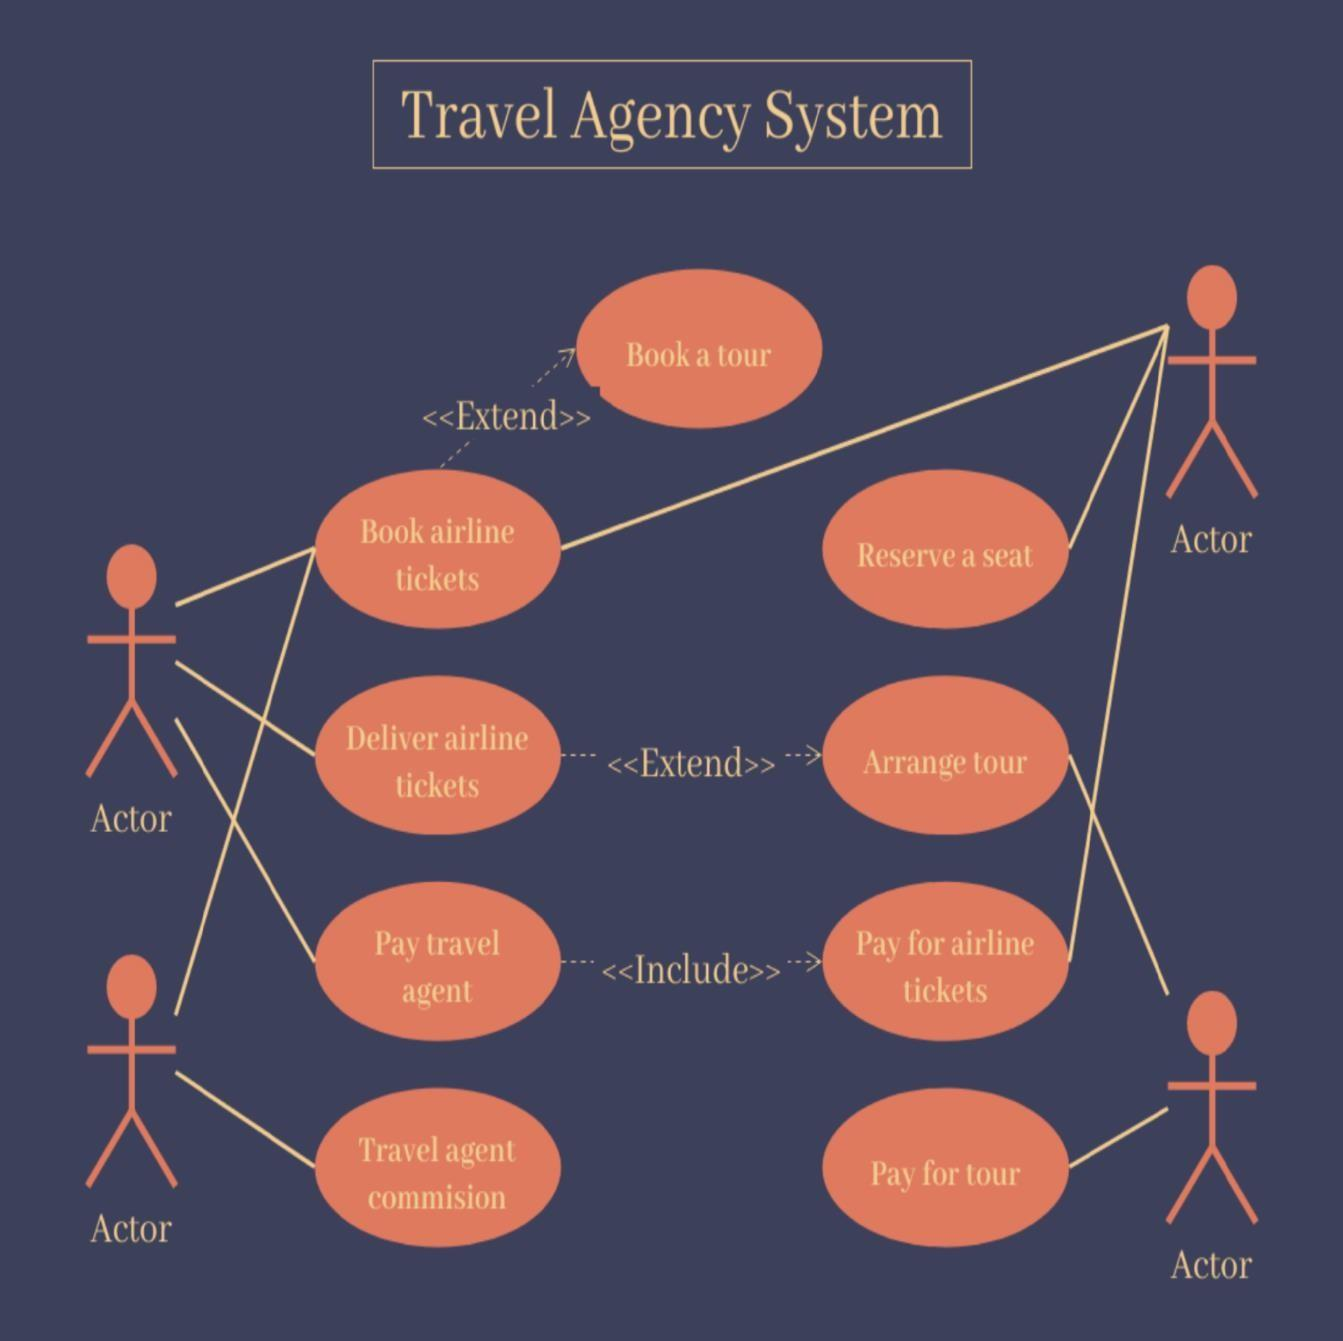 Travel Agency System
Book a tour
<<Extend>>
Book airline
tickets
Reserve a seat
Actor
Deliver airline
tickets
<<Extend>>
Arrange tour
Actor
Pay travel
agent
<<Include>>
Pay for airline
tickets
Travel agent
commision
Pay for tour
Actor
Actor